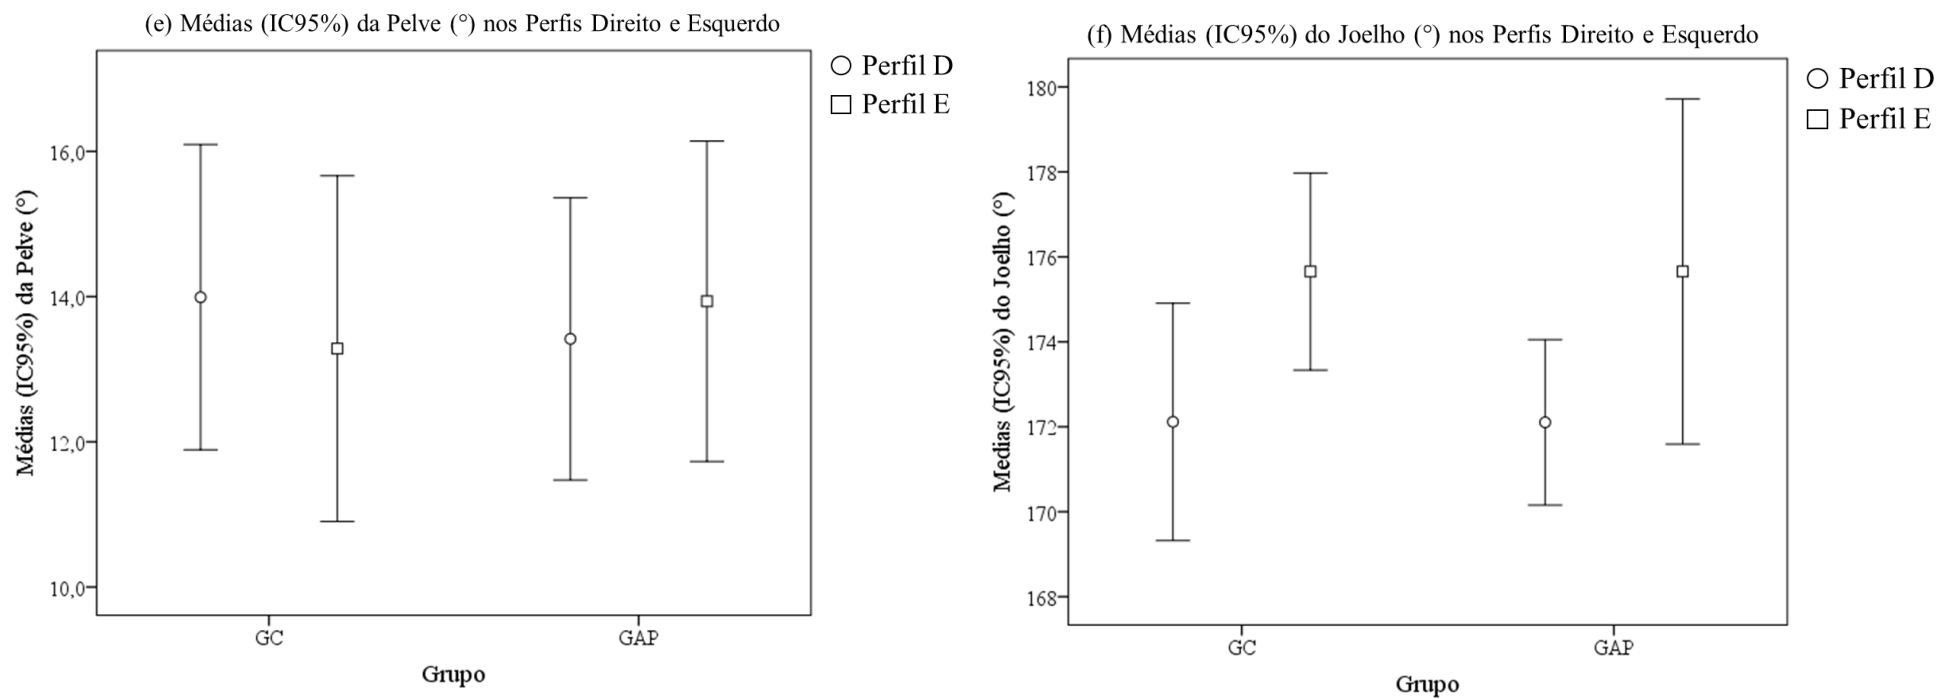 (e) Médias (IC95%) da Pelve (°) nos Perfis Direito e Esquerdo
Perfil D
Perfil E
Médias (IC95%) da Pelve (°)
16,0
14,0
12,0
10,0
GC
GAP
Grupo
(f) Médias (IC95%) do Joelho (°) nos Perfis Direito e Esquerdo
Perfil D
Perfil E
Medias (IC95%) do Joelho (°)
180
178
176
174
172
170
168
GC
GAP
Grupo